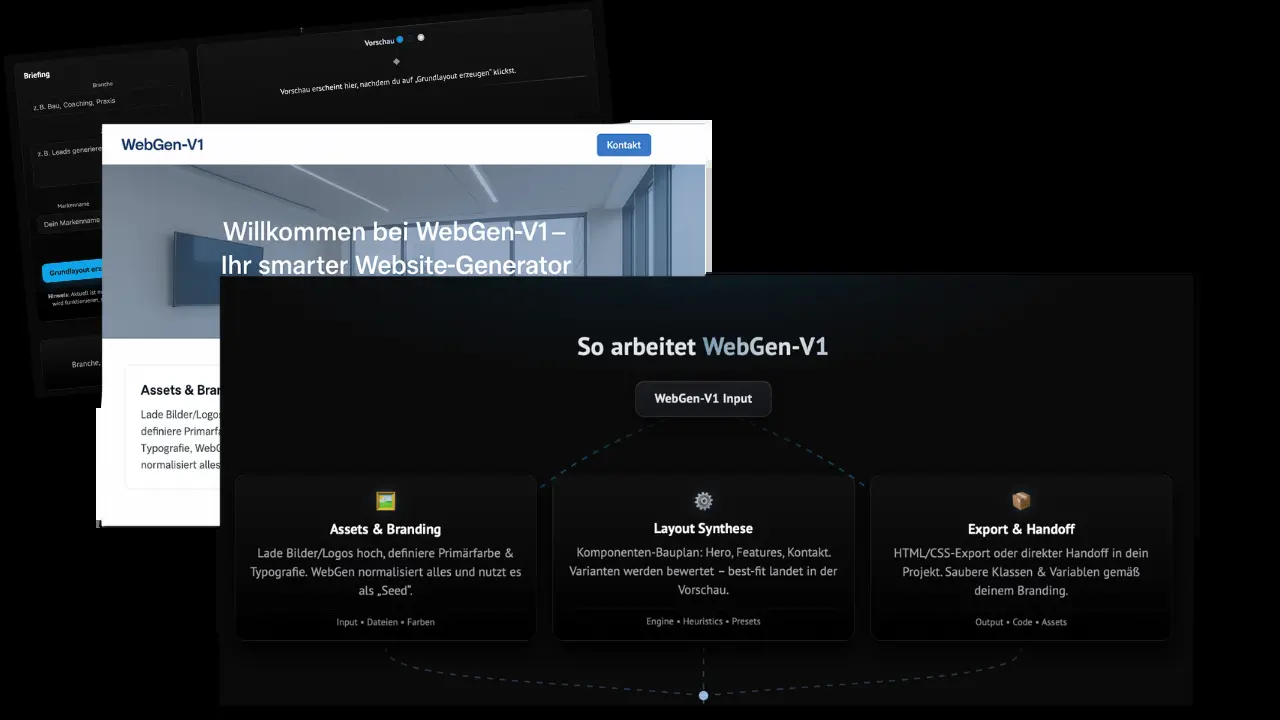 Briefing
Branche
z.B. Bau, Coaching, Praxis
z.B. Leads generiere
Markenname
Dein Markenname
Grundlayout erz
Hinweis: Aktuell ist
wird funktionieren,
Branche,
Vorschau
Vorschau erscheint hier, nachdem du auf „Grundlayout erzeugen“ klickst.
WebGen-V1
Kontakt
Willkommen bei WebGen-V1 –
Ihr smarter Website-Generator
Assets & Bran
Lade Bilder/Logos
definiere Primärfa
Typografie, WebG
normalisiert alles
So arbeitet WebGen-V1
WebGen-V1 Input
Assets & Branding
Lade Bilder/Logos hoch, definiere Primärfarbe &
Typografie. WebGen normalisiert alles und nutzt es
als „Seed“.
Input • Dateien • Farben
Layout Synthese
Komponenten-Bauplan: Hero, Features, Kontakt.
Varianten werden bewertet – best-fit landet in der
Vorschau.
Engine • Heuristics • Presets
Export & Handoff
HTML/CSS-Export oder direkter Handoff in dein
Projekt. Saubere Klassen & Variablen gemäß
deinem Branding.
Output • Code • Assets